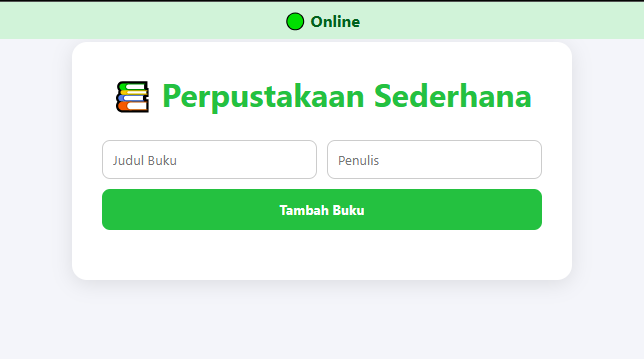 Online
Perpustakaan Sederhana
Judul Buku
Penulis
Tambah Buku